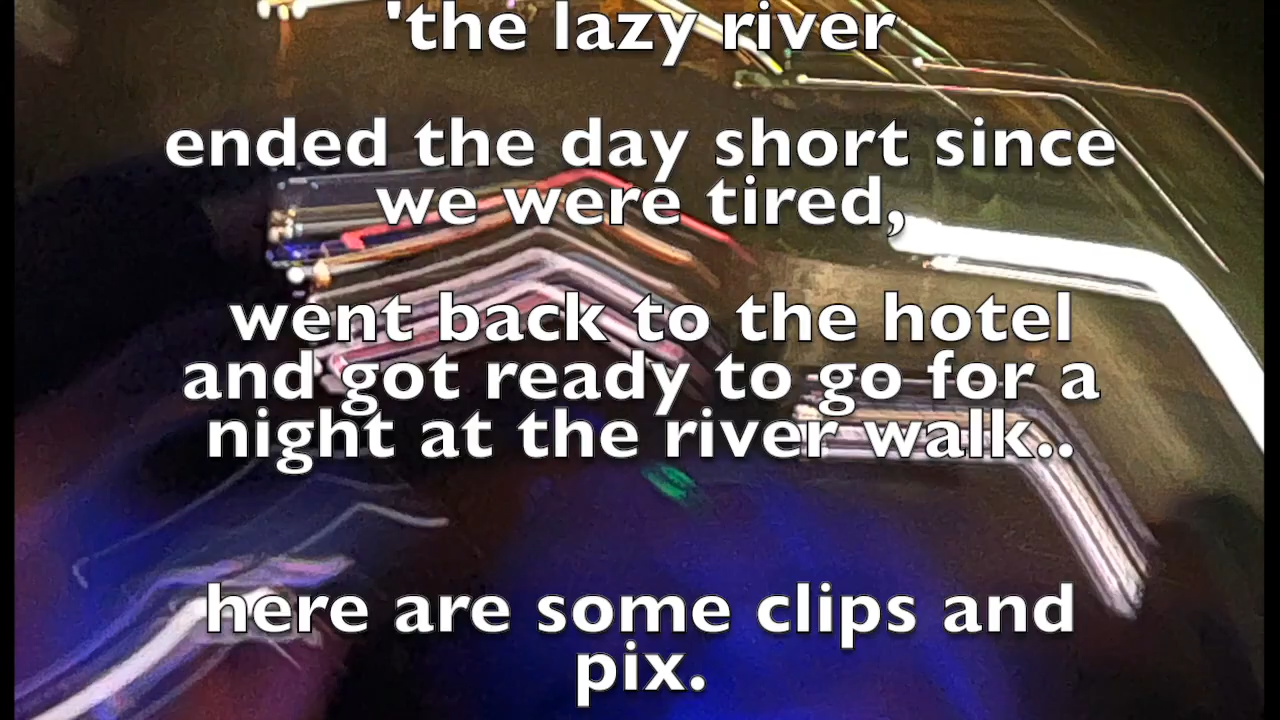 'the lazy river
ended the day short since
we were tired,
went back to the hotel
and got ready to go for a
night at the river walk..
here are some clips and
pix.